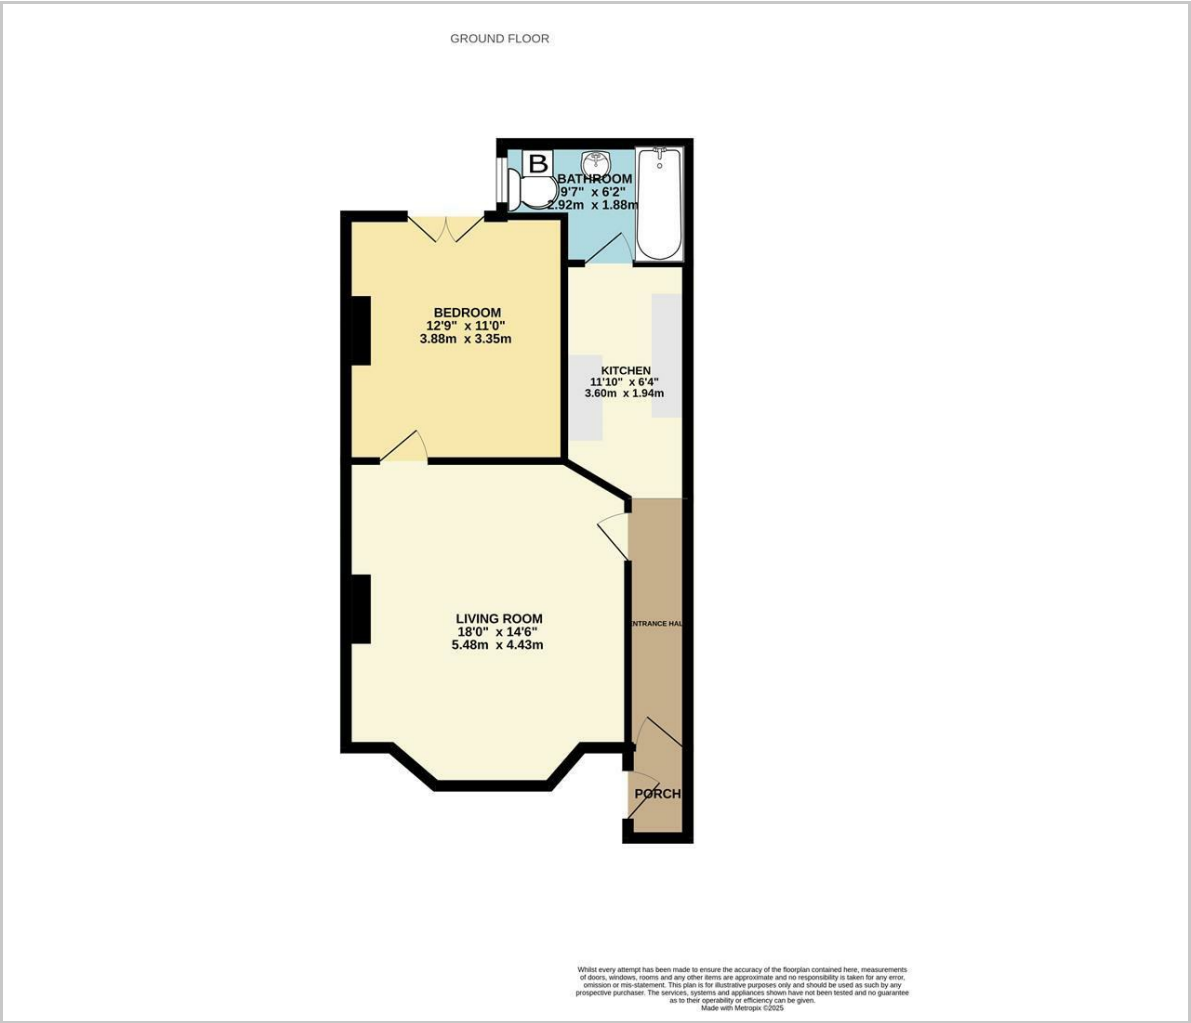 GROUND FLOOR
B
BATHROOM
9'7" x 6'2"
2.92m x 1.88m
BEDROOM
12'9" x 11'0"
3.88m x 3.35m
KITCHEN
11'10" x 6'4"
3.60m x 1.94m
LIVING ROOM
18'0" x 14'6"
5.48m x 4.43m
ENTRANCE HALL
PORCH
Whilst every attempt has been made to ensure the accuracy of the floorplan contained here, measurements
of doors, windows, rooms and any other items are approximate and no responsibility is taken for any error,
omission or mis-statement. This plan is for illustrative purposes only and should be used as such by any
prospective purchaser. The services, systems and appliances shown have not been tested and no guarantee
as to their operability or efficiency can be given.
Made with Metropix ©2025